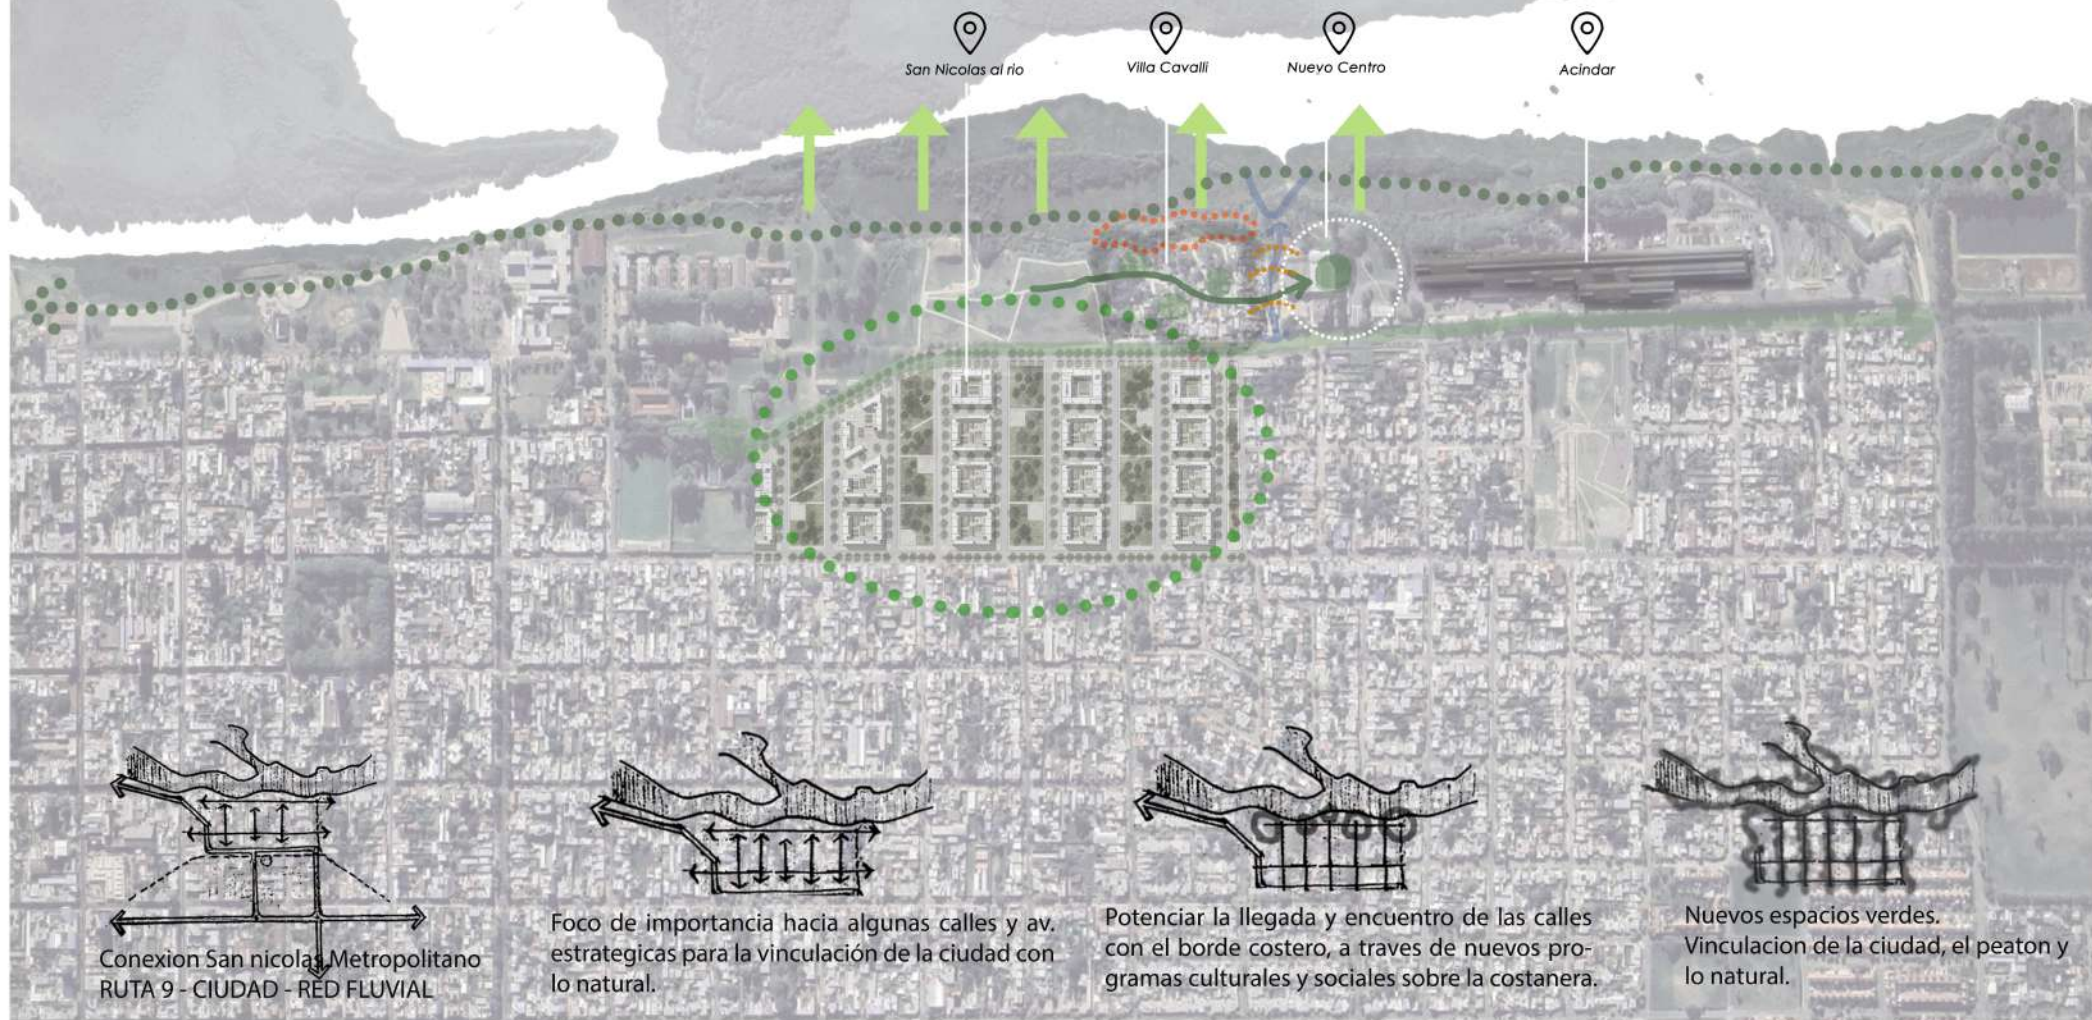 San Nicolas al rio
Villa Cavalli
Nuevo Centro
Acindar
Conexion San nicolas Metropolitano
RUTA 9 - CIUDAD - RED FLUVIAL
Foco de importancia hacia algunas calles y av.
estrategicas para la vinculación de la ciudad con
lo natural.
Potenciar la llegada y encuentro de las calles
con el borde costero, a traves de nuevos pro-
gramas culturales y sociales sobre la costanera.
Nuevos espacios verdes.
Vinculacion de la ciudad, el peaton y
lo natural.